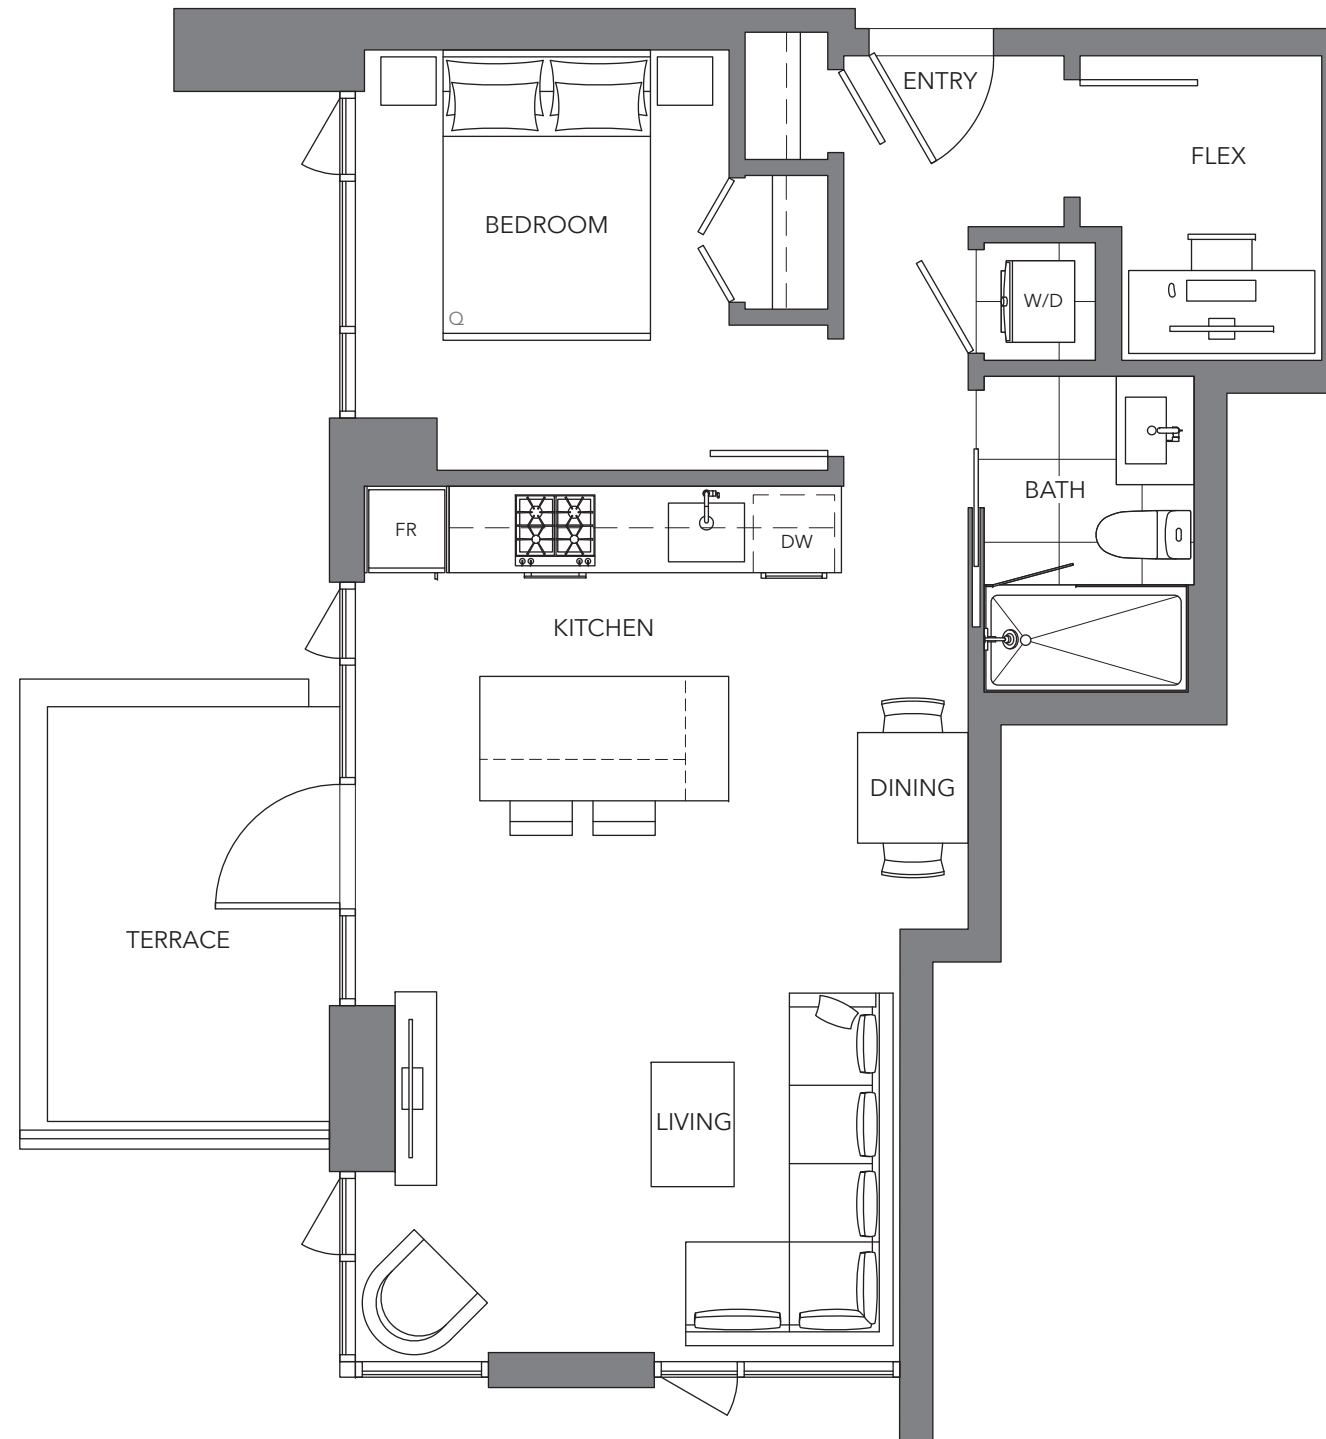 ENTRY
FLEX
BEDROOM
W/D
Q
BATH
FR
DW
KITCHEN
DINING
TERRACE
LIVING